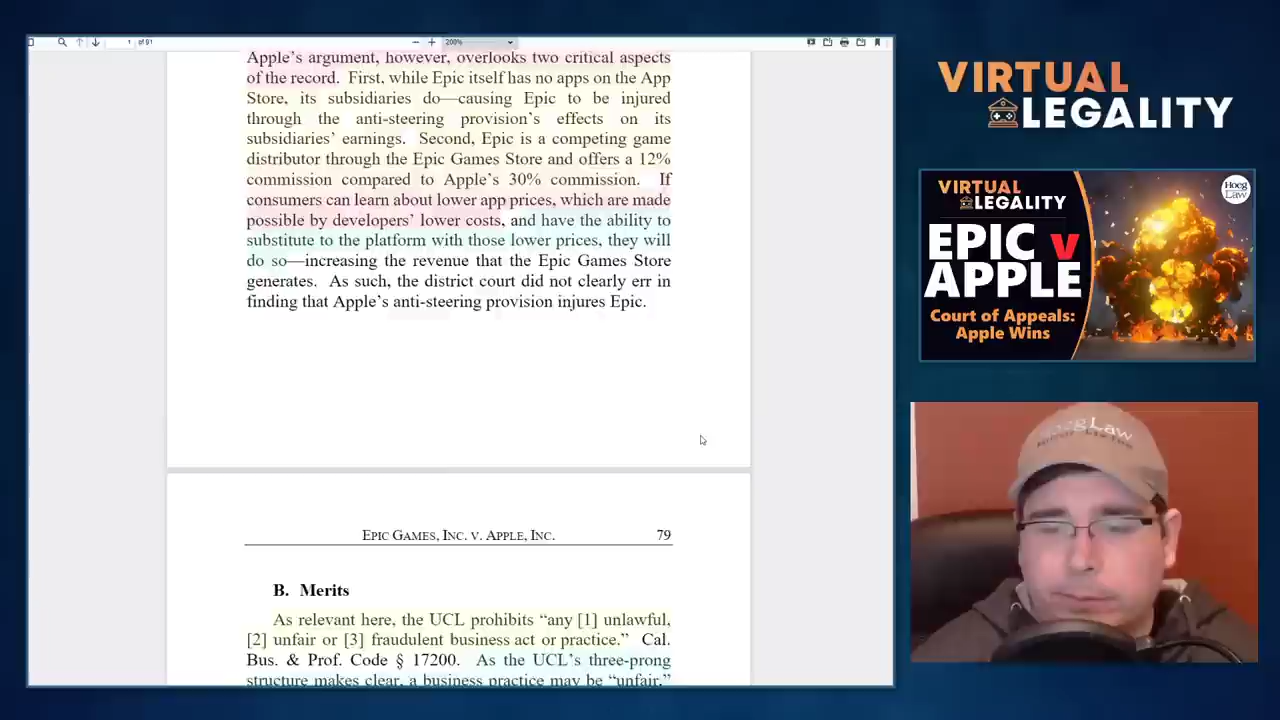 1 of 91
200%
Apple's argument, however, overlooks two critical aspects
of the record. First, while Epic itself has no apps on the App
Store, its subsidiaries do—causing Epic to be injured
through the anti-steering provision's effects on its
subsidiaries' earnings. Second, Epic is a competing game
distributor through the Epic Games Store and offers a 12%
commission compared to Apple's 30% commission. If
consumers can learn about lower app prices, which are made
possible by developers' lower costs, and have the ability to
substitute to the platform with those lower prices, they will
do so—increasing the revenue that the Epic Games Store
generates. As such, the district court did not clearly err in
finding that Apple's anti-steering provision injures Epic.
EPIC GAMES, INC. V. APPLE, INC. 79
B. Merits
As relevant here, the UCL prohibits “any [1] unlawful,
[2] unfair or [3] fraudulent business act or practice.” Cal.
Bus. & Prof. Code § 17200. As the UCL's three-prong
structure makes clear, a business practice may be “unfair,”
VIRTUAL
LEGALITY
VIRTUAL
LEGALITY
Hoeg
Law
EPIC v
APPLE
Court of Appeals:
Apple Wins
Hoeg Law